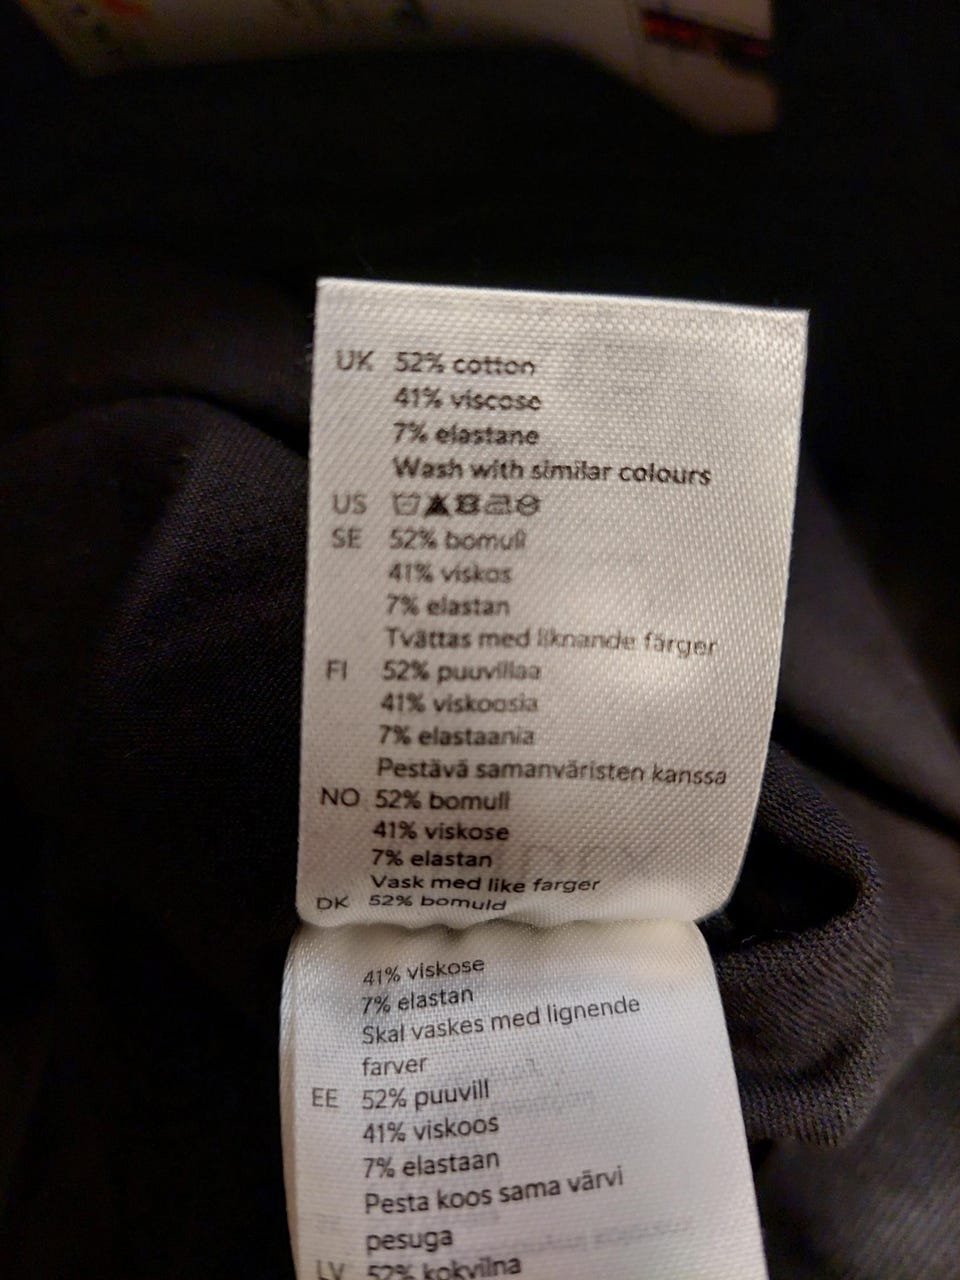 UK 52% cotton
41% viscose
7% elastane
Wash with similar colours
US
SE 52% bomull
41% viskos
7% elastan
Tvättas med liknande färger
FI 52% puuvillaa
41% viskoosia
7% elastaania
Pestävä samanväristen kanssa
NO 52% bomull
41% viskose
7% elastan
Vask med like farger
DK 52% bomuld
41% viskose
7% elastan
Skal vaskes med lignende
farver
EE 52% puuvill
41% viskoos
7% elastaan
Pesta koos sama värvi
pesuga
LV 52% kokvilna